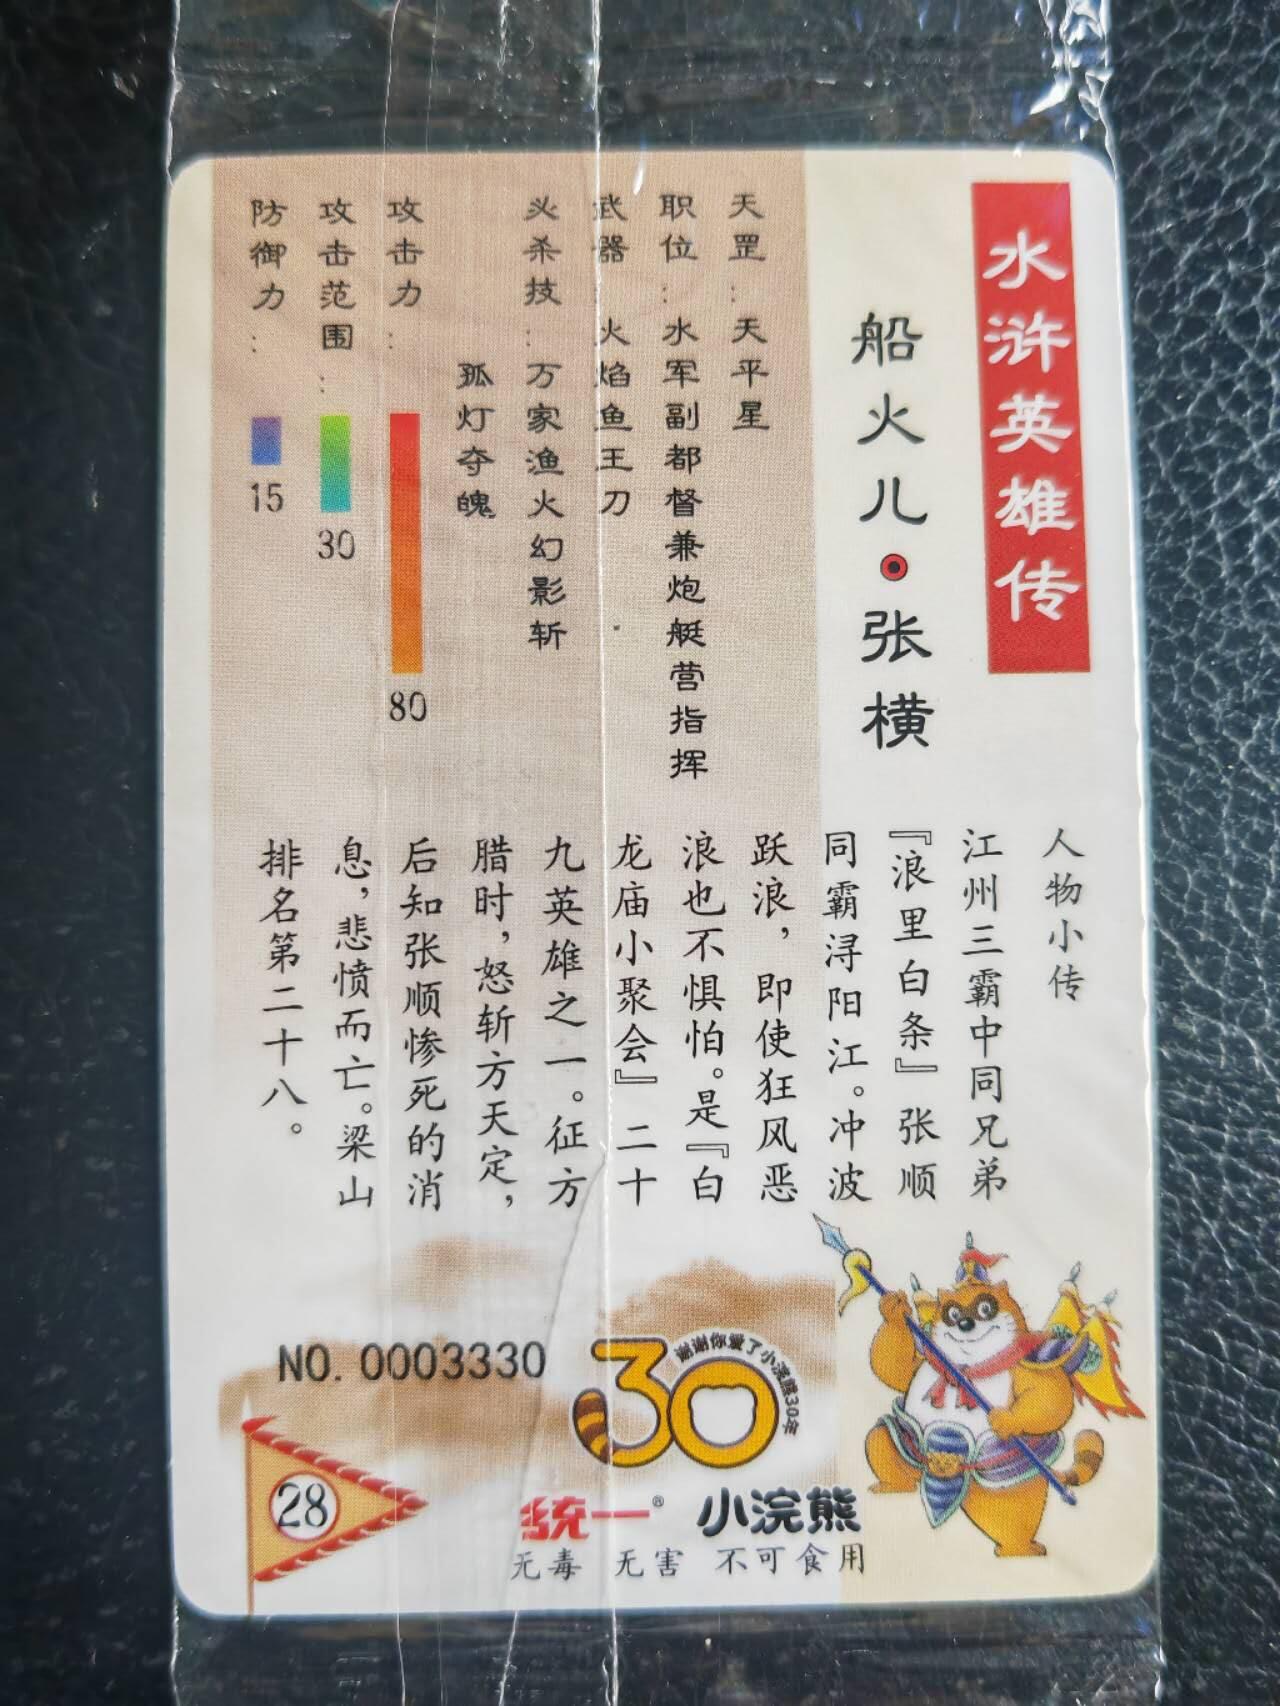 水浒英雄传
船火儿·张横
天罡:天平星
职位:水军副都督兼炮艇营指挥
武器 火焰鱼王刀
头杀技:万家渔火幻影斩
孤灯夺魄
攻击力:
80
攻击范围:
30
防御力:
15
人物小传
江州三霸中同兄弟
『浪里白条』张顺
同霸浔阳江。冲波
跃浪,即使狂风恶
浪也不惧怕。是『白
龙庙小聚会』二十
九英雄之一。征方
腊时,怒斩方天定,
后知张顺惨死的消
息,悲愤而亡。梁山
排名第二十八。
NO. 0003330
30
谢谢你爱了小浣熊30年
28
统一® 小浣熊
无毒 无害 不可食用